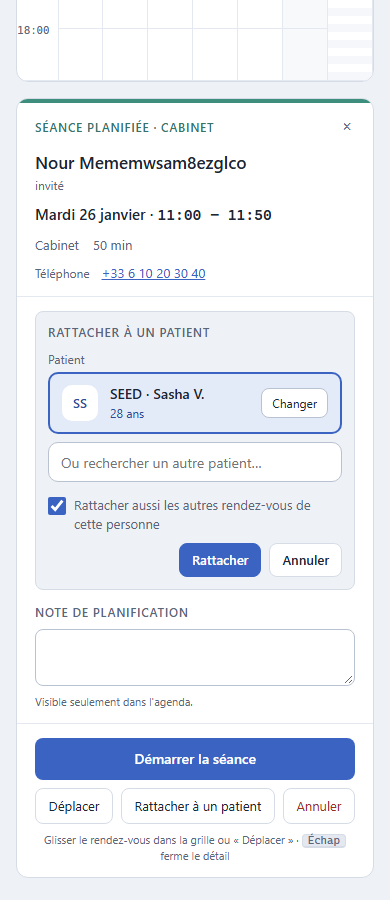 18:00
SÉANCE PLANIFIÉE · CABINET
×
Nour Mememwsam8ezglco
invité
Mardi 26 janvier · 11:00 – 11:50
Cabinet 50 min
Téléphone +33 6 10 20 30 40
RATTACHER À UN PATIENT
Patient
SS
SEED · Sasha V.
28 ans
Changer
Ou rechercher un autre patient...
Rattacher aussi les autres rendez-vous de
cette personne
Rattacher Annuler
NOTE DE PLANIFICATION
Visible seulement dans l'agenda.
Démarrer la séance
Déplacer Rattacher à un patient Annuler
Glisser le rendez-vous dans la grille ou « Déplacer » · Échap
ferme le détail